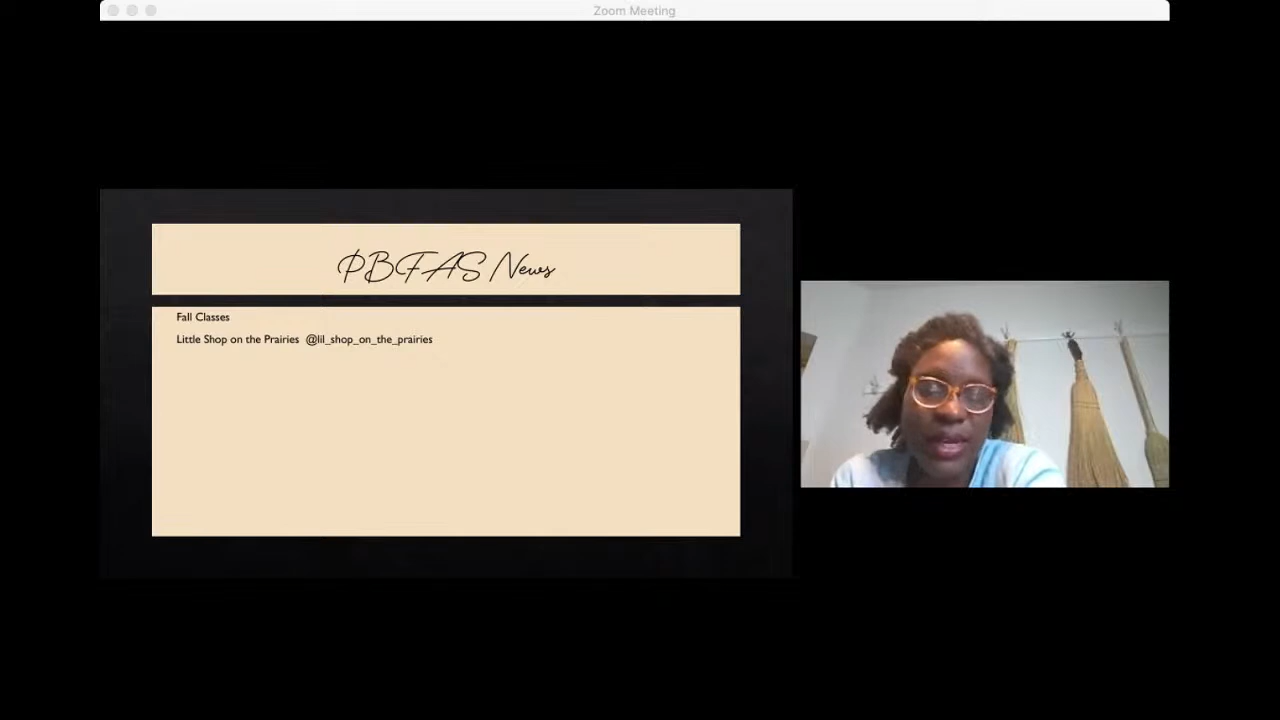 Zoom Meeting
PBFAS News
Fall Classes
Little Shop on the Prairies @lil_shop_on_the_prairies